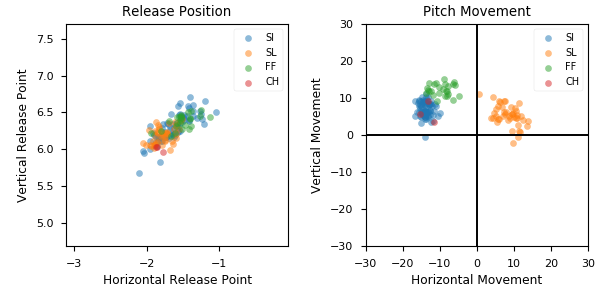 Release Position
Vertical Release Point
7.5
7.0
6.5
6.0
5.5
5.0
−3
−2
−1
Horizontal Release Point
SI
SL
FF
CH
Pitch Movement
Vertical Movement
30
20
10
0
−10
−20
−30
−30
−20
−10
0
10
20
30
Horizontal Movement
SI
SL
FF
CH